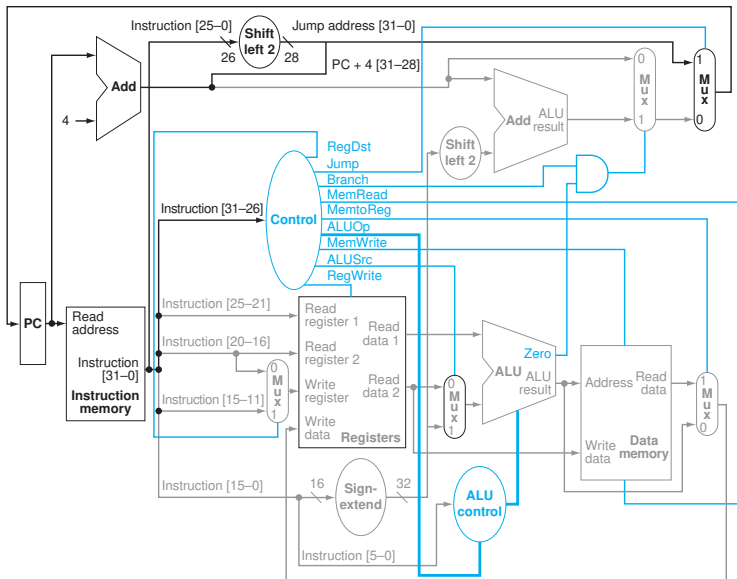 Instruction [25–0]
Shift
left 2
Jump address [31–0]
26
28
PC + 4 [31–28]
Add
4
0
M
u
x
1
1
M
u
x
0
Add
ALU
result
Shift
left 2
RegDst
Jump
Branch
MemRead
MemtoReg
ALUOp
MemWrite
ALUSrc
RegWrite
Control
Instruction [31–26]
PC
Read
address
Instruction
[31–0]
Instruction
memory
Instruction [25–21]
Instruction [20–16]
Instruction [15–11]
0
M
u
x
1
Read
register 1
Read
register 2
Write
register
Write
data
Read
data 1
Read
data 2
Registers
0
M
u
x
1
Zero
ALU
ALU
result
Address
Read
data
Write
data
Data
memory
1
M
u
x
0
Instruction [15–0]
16
Sign-
extend
32
ALU
control
Instruction [5–0]